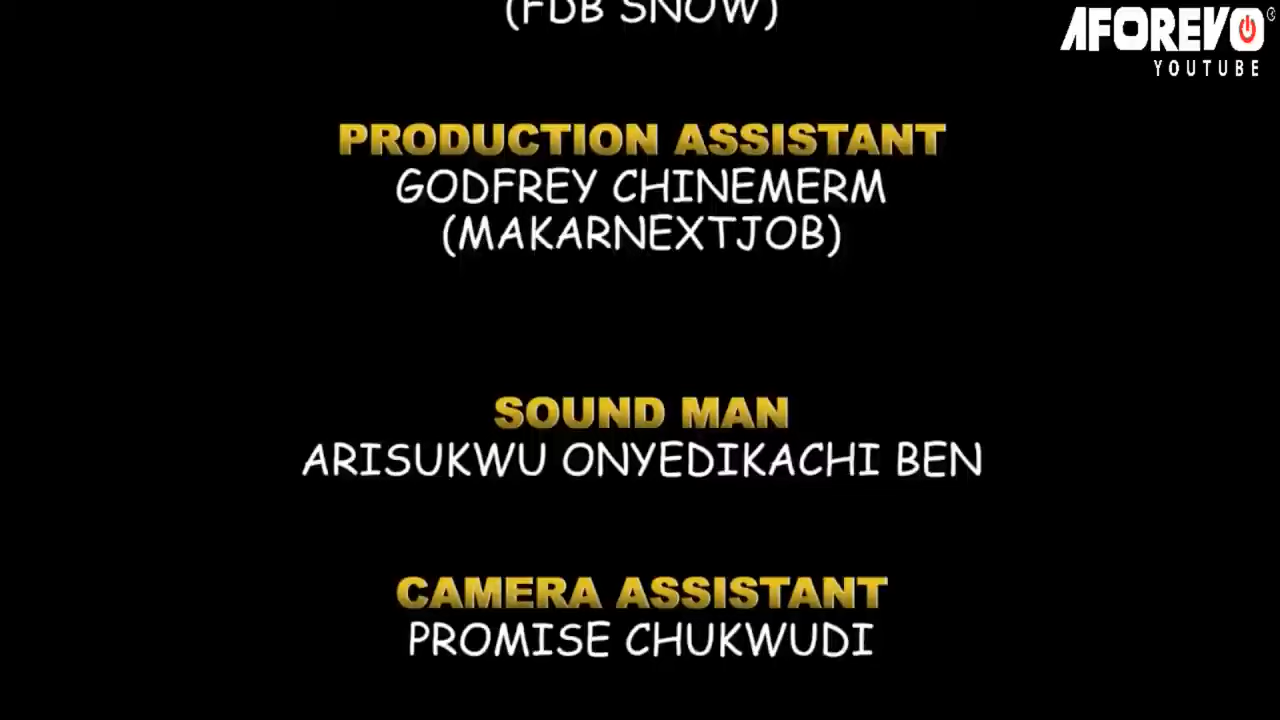 (FDB SNOW)
AFOREVO
YOUTUBE
PRODUCTION ASSISTANT
GODFREY CHINEMERM
(MAKARNEXTJOB)
SOUND MAN
ARISUKWU ONYEDIKACHI BEN
CAMERA ASSISTANT
PROMISE CHUKWUDI